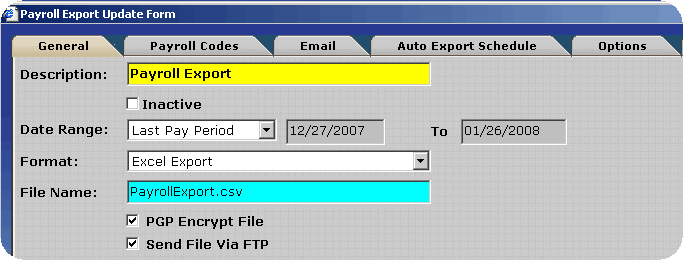 Payroll Export Update Form
General Payroll Codes Email Auto Export Schedule Options
Description: Payroll Export
Inactive
Date Range: Last Pay Period 12/27/2007 To 01/26/2008
Format: Excel Export
File Name: PayrollExport.csv
PGP Encrypt File
Send File Via FTP